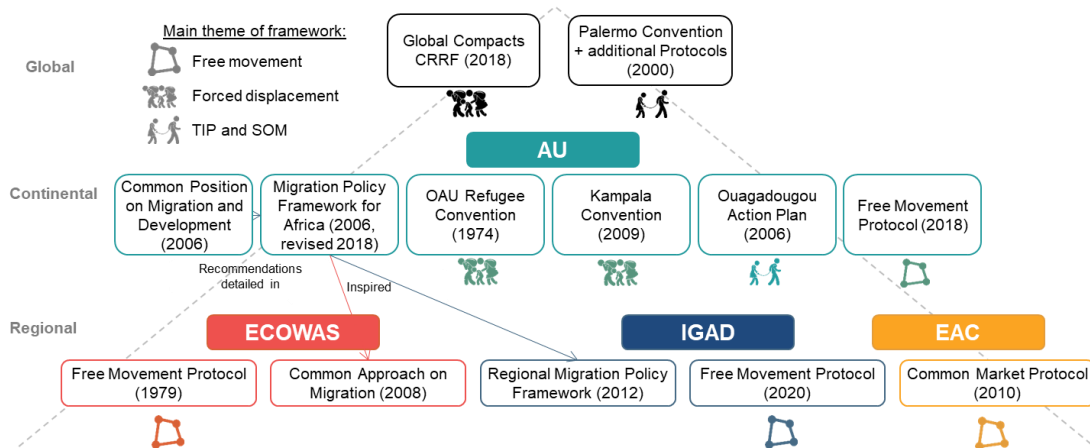 Main theme of framework:
Free movement
Forced displacement
TIP and SOM
Global
Global Compacts
CRRF (2018)
Palermo Convention
+ additional Protocols
(2000)
AU
Continental
Common Position
on Migration and
Development
(2006)
Migration Policy
Framework for
Africa (2006,
revised 2018)
OAU Refugee
Convention
(1974)
Kampala
Convention
(2009)
Ouagadougou
Action Plan
(2006)
Free Movement
Protocol (2018)
Recommendations
detailed in
Inspired
Regional
ECOWAS
IGAD
EAC
Free Movement Protocol
(1979)
Common Approach on
Migration (2008)
Regional Migration Policy
Framework (2012)
Free Movement Protocol
(2020)
Common Market Protocol
(2010)